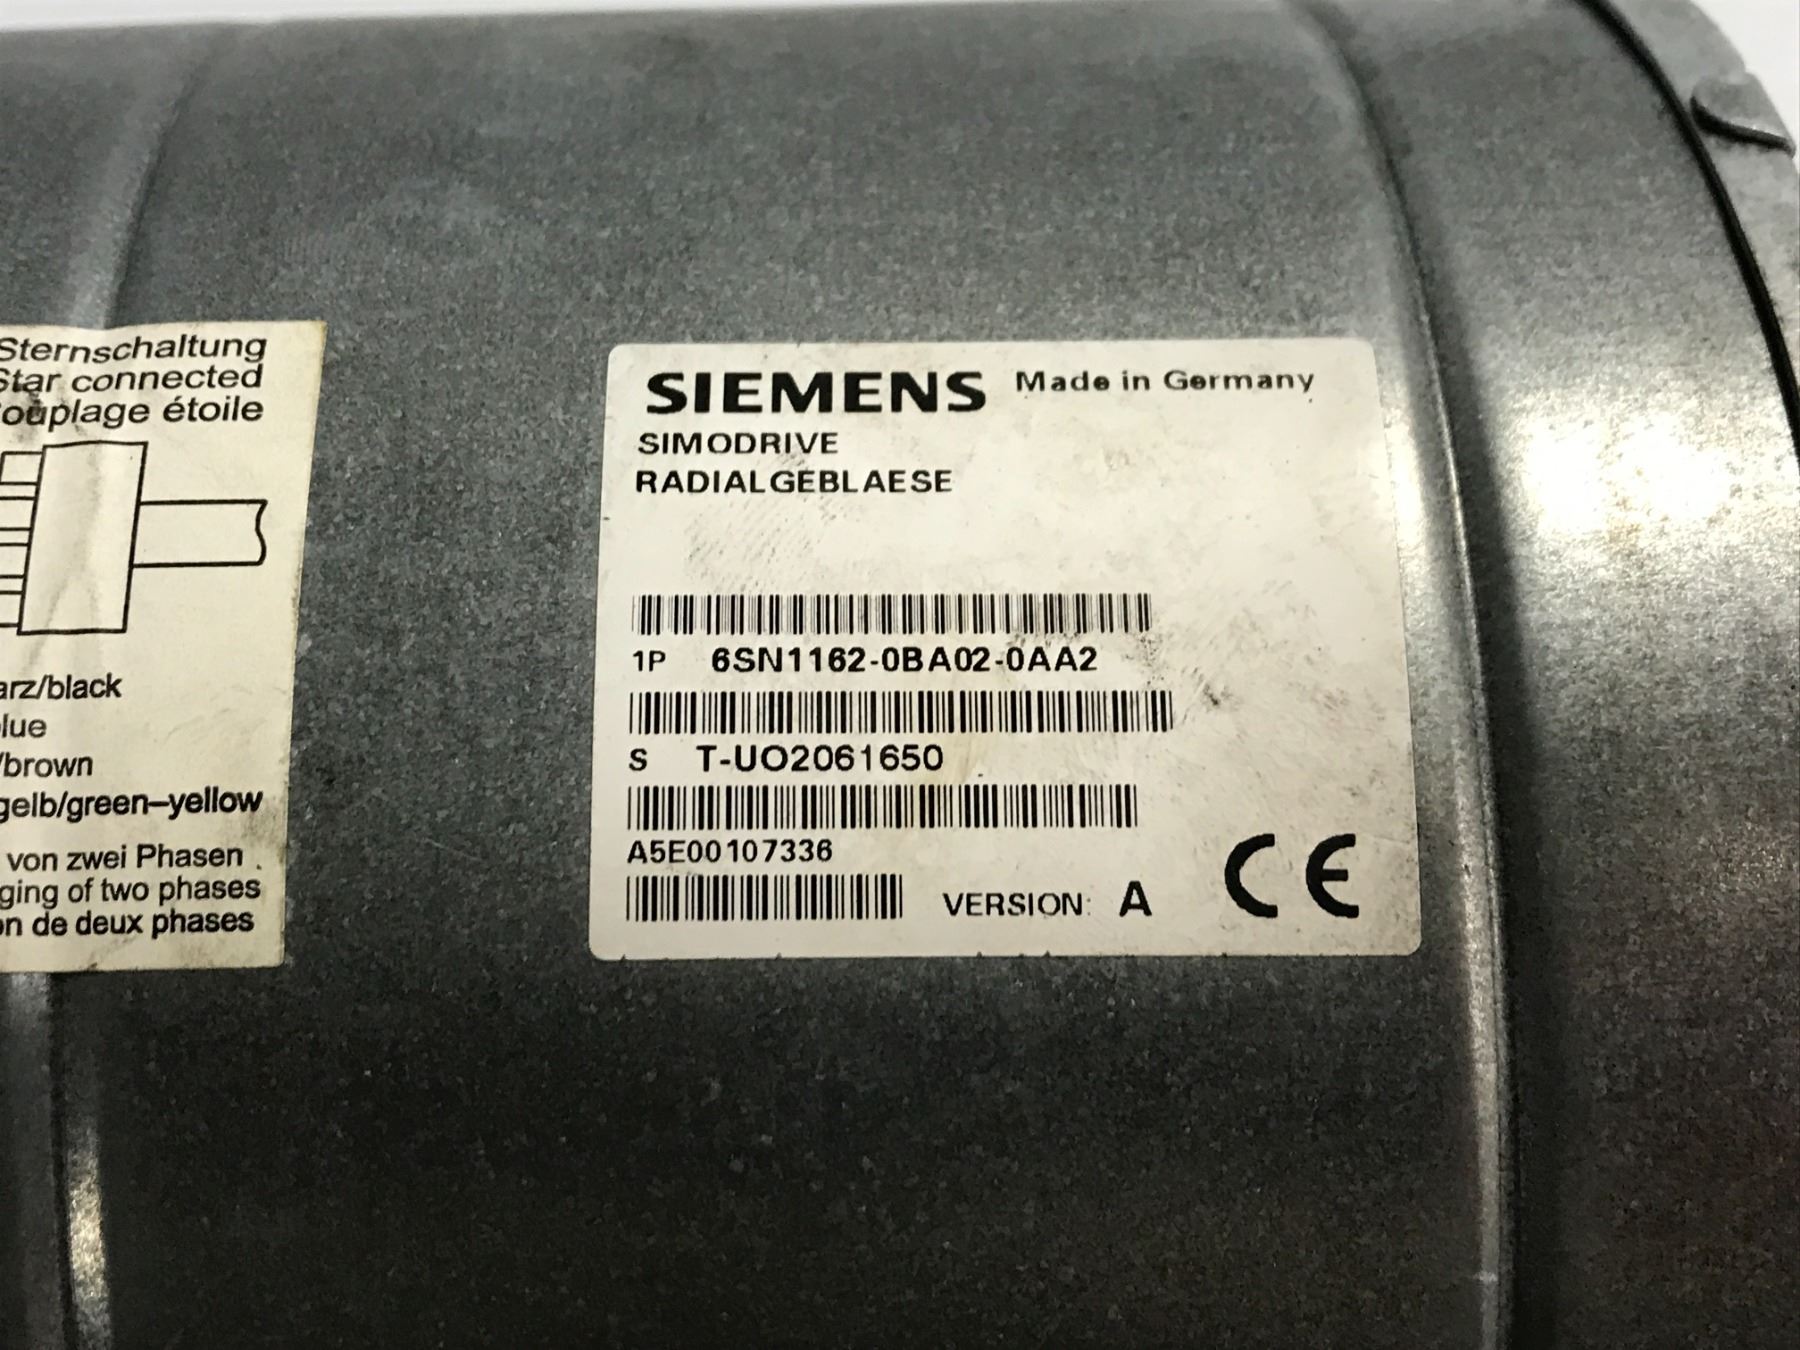 Sternschaltung
Star connected
ouplage étoile
arz/black
lue
/brown
gelb/green–yellow
von zwei Phasen
ging of two phases
on de deux phases
SIEMENS Made in Germany
SIMODRIVE
RADIALGEBLAESE
1P 6SN1162-0BA02-0AA2
S T-UO2061650
A5E00107336
VERSION: A CE